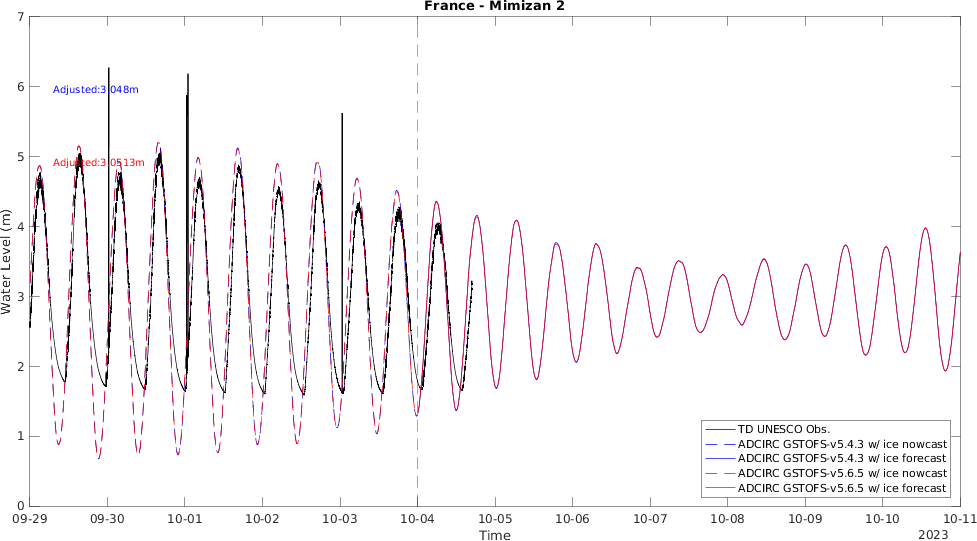 France - Mimizan 2
7
6
5
4
3
2
1
0
Water Level (m)
Adjusted:3.048m
Adjusted:3.0513m
TD UNESCO Obs.
ADCIRC GSTOFS-v5.4.3 w/ ice nowcast
ADCIRC GSTOFS-v5.4.3 w/ ice forecast
ADCIRC GSTOFS-v5.6.5 w/ ice nowcast
ADCIRC GSTOFS-v5.6.5 w/ ice forecast
09-29 09-30 10-01 10-02 10-03 10-04 10-05 10-06 10-07 10-08 10-09 10-10 10-11
Time
2023